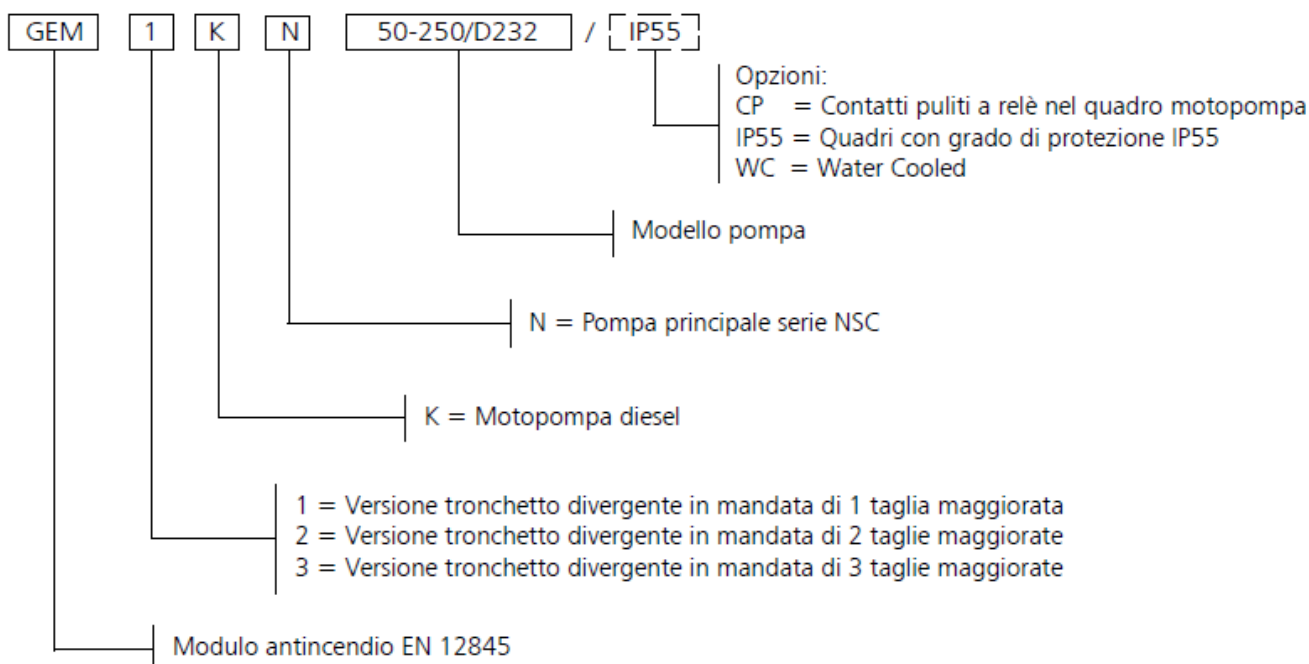 GEM 1 K N 50-250/D232 / IP55
Opzioni:
CP = Contatti puliti a relè nel quadro motopompa
IP55 = Quadri con grado di protezione IP55
WC = Water Cooled
Modello pompa
N = Pompa principale serie NSC
K = Motopompa diesel
1 = Versione tronchetto divergente in mandata di 1 taglia maggiorata
2 = Versione tronchetto divergente in mandata di 2 taglie maggiorate
3 = Versione tronchetto divergente in mandata di 3 taglie maggiorate
Modulo antincendio EN 12845